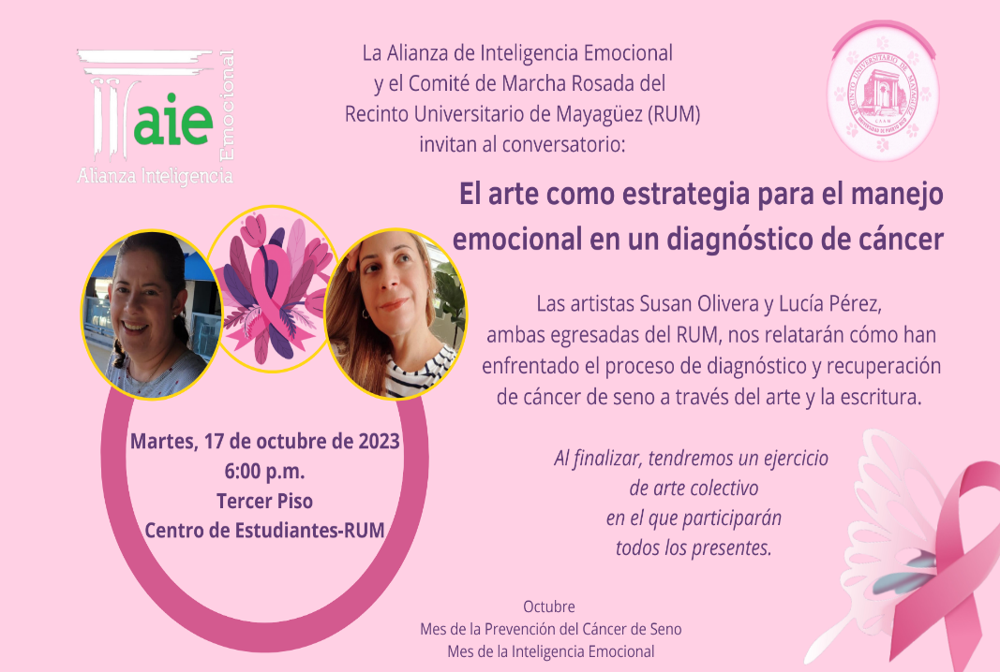 La Alianza de Inteligencia Emocional
y el Comité de Marcha Rosada del
Recinto Universitario de Mayagüez (RUM)
invitan al conversatorio:
aie
Emocional
Alianza Inteligencia
RECINTO UNIVERSITARIO DE MAYAGÜEZ
UNIVERSIDAD DE PUERTO RICO
El arte como estrategia para el manejo
emocional en un diagnóstico de cáncer
Las artistas Susan Olivera y Lucía Pérez,
ambas egresadas del RUM, nos relatarán cómo han
enfrentado el proceso de diagnóstico y recuperación
de cáncer de seno a través del arte y la escritura.
Martes, 17 de octubre de 2023
6:00 p.m.
Tercer Piso
Centro de Estudiantes-RUM
Al finalizar, tendremos un ejercicio
de arte colectivo
en el que participarán
todos los presentes.
Octubre
Mes de la Prevención del Cáncer de Seno
Mes de la Inteligencia Emocional